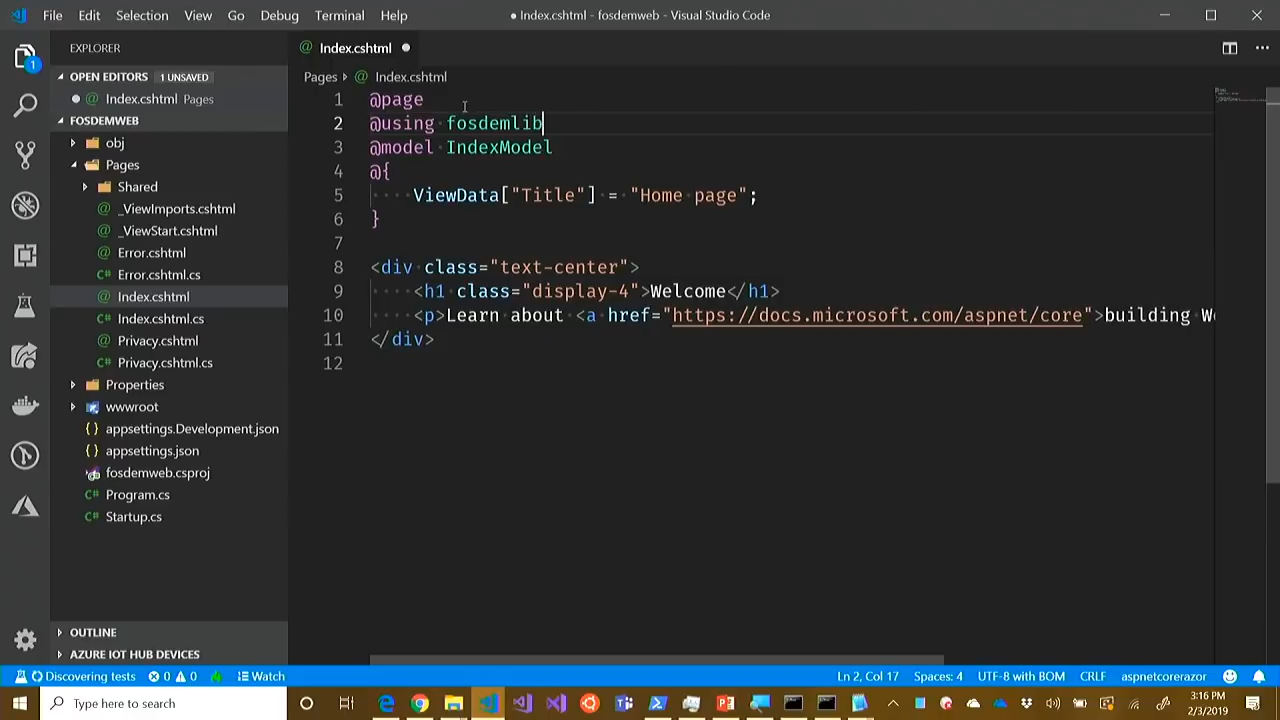 File Edit Selection View Go Debug Terminal Help
● Index.cshtml - fosdemweb - Visual Studio Code
EXPLORER
OPEN EDITORS 1 UNSAVED
Index.cshtml Pages
FOSDEMWEB
obj
Pages
Shared
_ViewImports.cshtml
_ViewStart.cshtml
Error.cshtml
Error.cshtml.cs
Index.cshtml
Index.cshtml.cs
Privacy.cshtml
Privacy.cshtml.cs
Properties
wwwroot
appsettings.Development.json
appsettings.json
fosdemweb.csproj
Program.cs
Startup.cs
OUTLINE
AZURE IOT HUB DEVICES
Index.cshtml
Pages Index.cshtml
1 @page
2 @using fosdemlib
3 @model IndexModel
4 @{
5 ViewData["Title"] = "Home page";
6 }
7
8 <div class="text-center">
9 <h1 class="display-4">Welcome</h1>
10 <p>Learn about <a href="https://docs.microsoft.com/aspnet/core">building We
11 </div>
12
Discovering tests 0 0 Watch Ln 2, Col 17 Spaces: 4 UTF-8 with BOM CRLF aspnetcorerazor
Type here to search
3:16 PM
2/3/2019